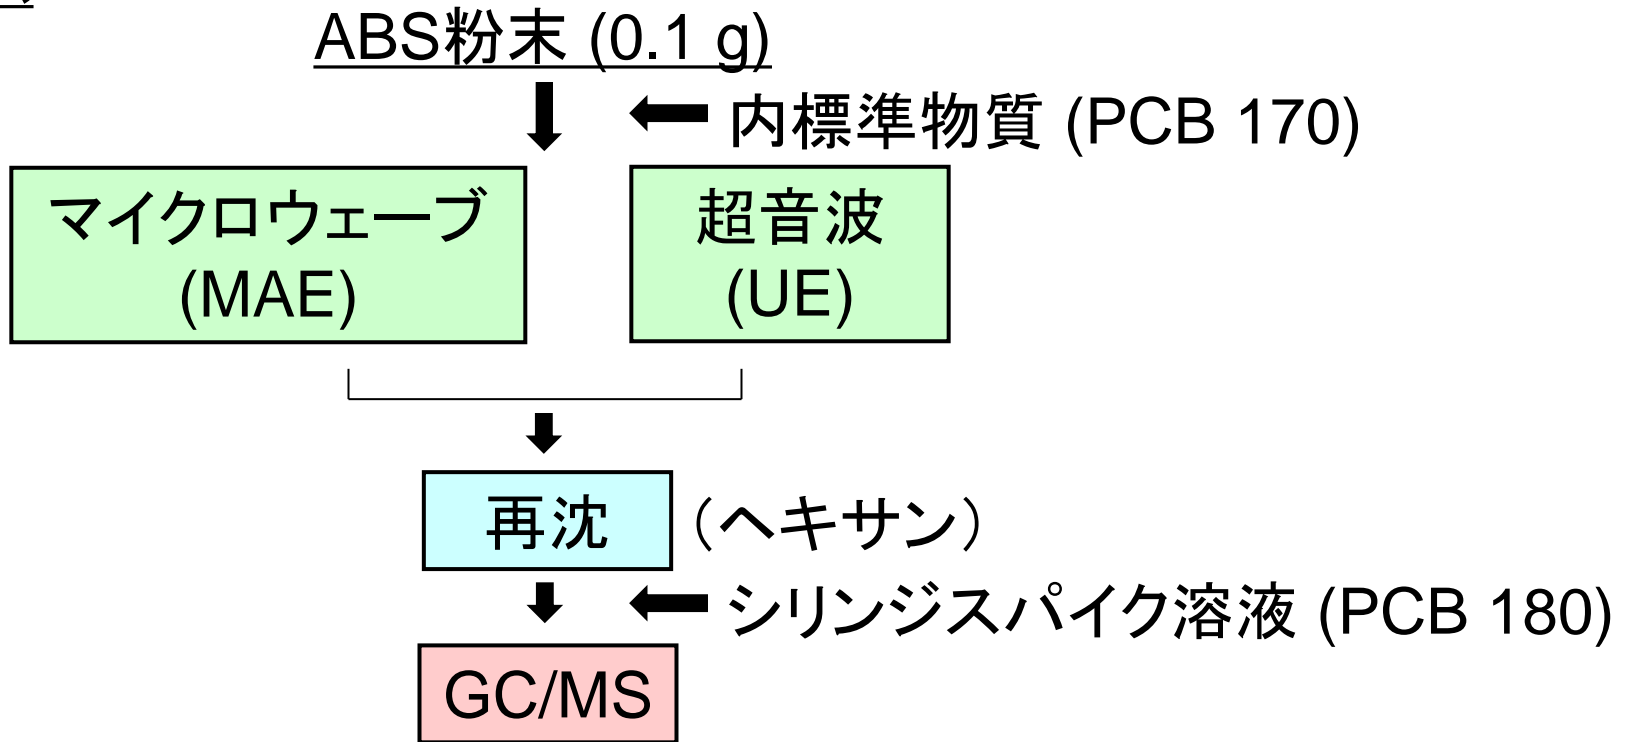 ABS粉末 (0.1 g)
内標準物質 (PCB 170)
マイクロウェーブ
(MAE)
超音波
(UE)
再沈
（ヘキサン）
シリンジスパイク溶液 (PCB 180)
GC/MS